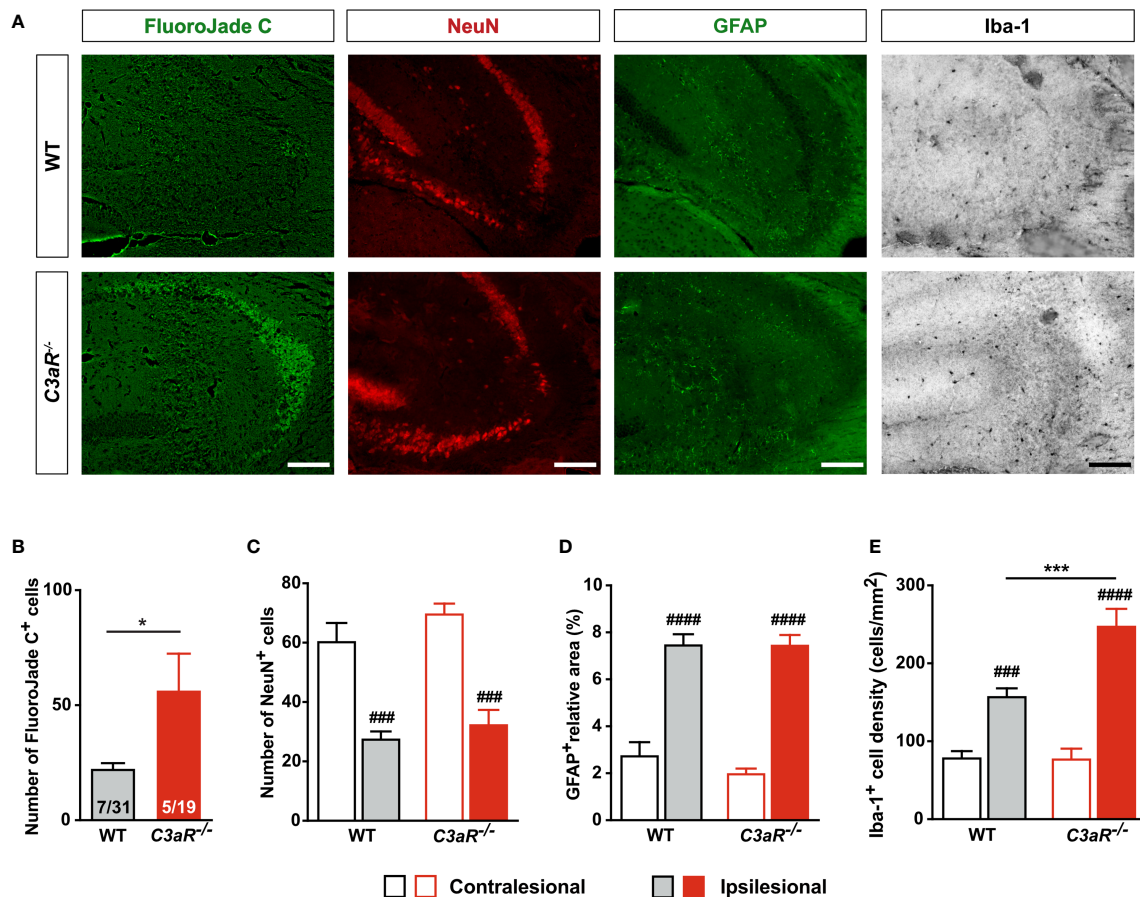 A
FluoroJade C
NeuN
GFAP
Iba-1
WT
C3aR-/-
B
Number of FluoroJade C+ cells
100
50
0
*
7/31
5/19
WT
C3aR-/-
C
Number of NeuN+ cells
80
60
40
20
0
###
###
WT
C3aR-/-
D
GFAP+relative area (%)
10
8
6
4
2
0
####
####
WT
C3aR-/-
E
Iba-1+ cell density (cells/mm2)
300
200
100
0
***
###
####
WT
C3aR-/-
Contralesional
Ipsilesional